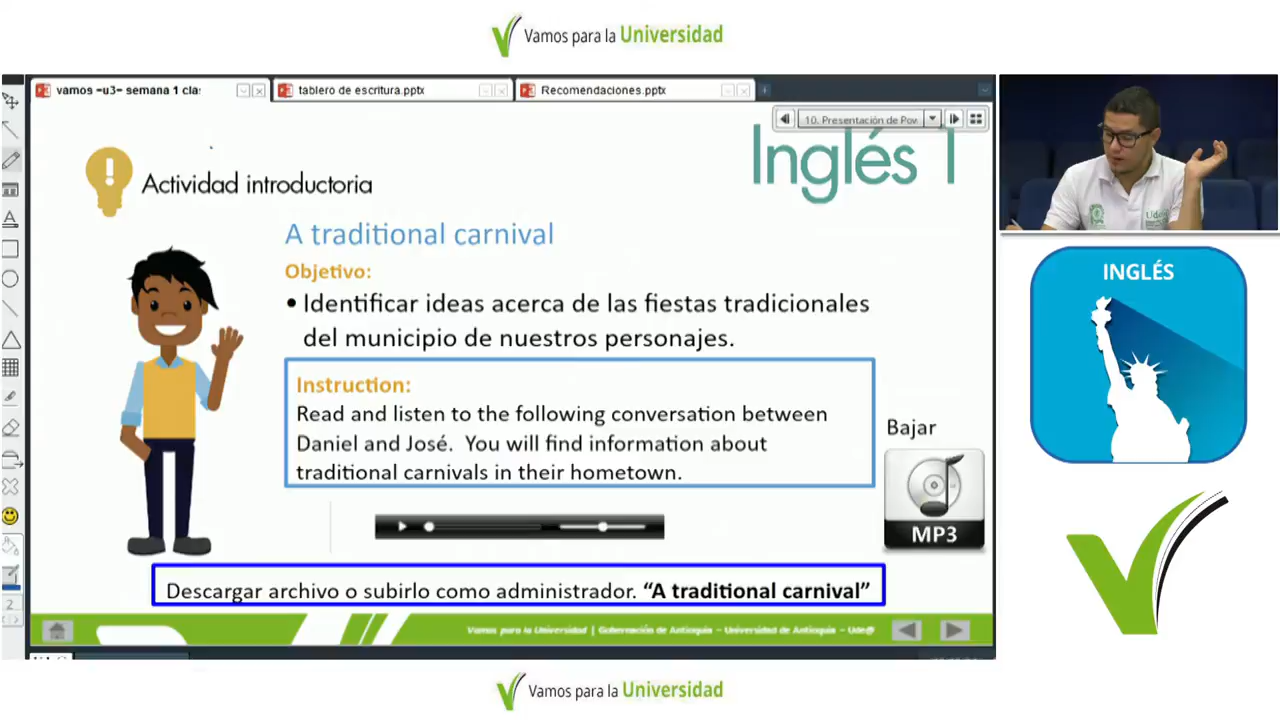 Vamos para la Universidad
vamos =u3= semana 1 cla:
tablero de escritura.pptx
Recomendaciones.pptx
10. Presentación de Pow
Inglés 1
Actividad introductoria
A traditional carnival
Objetivo:
• Identificar ideas acerca de las fiestas tradicionales
del municipio de nuestros personajes.
Instruction:
Read and listen to the following conversation between
Daniel and José. You will find information about
traditional carnivals in their hometown.
Bajar
MP3
Descargar archivo o subirlo como administrador. “A traditional carnival”
Vamos para la Universidad | Gobernación de Antioquia - Universidad de Antioquia - Ude@
2
INGLÉS
Vamos para la Universidad